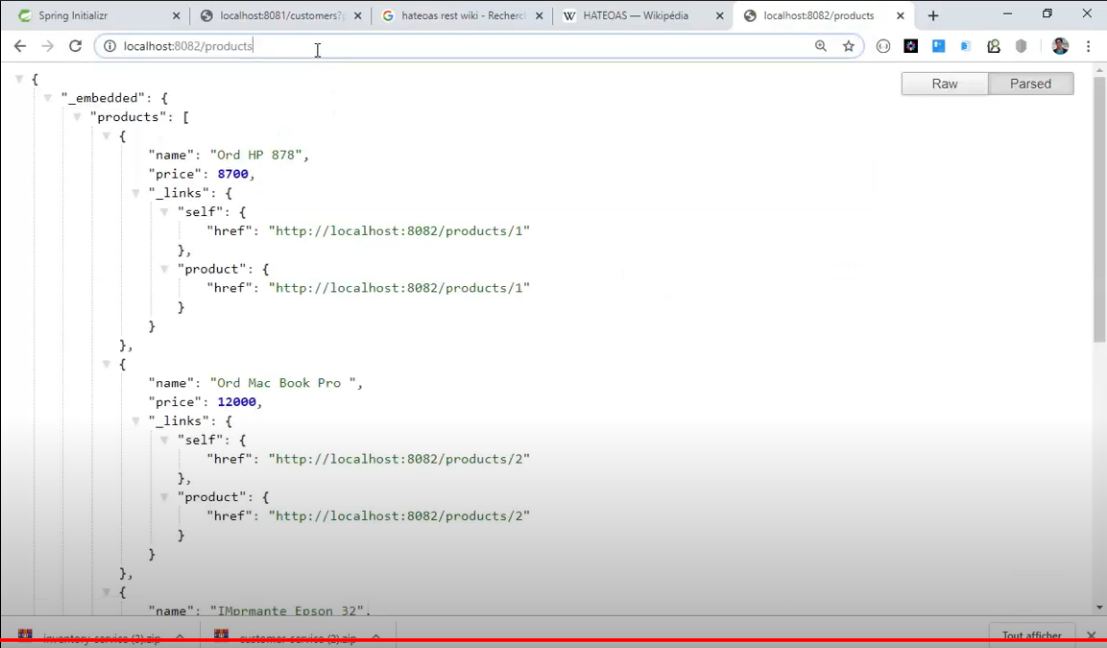 Spring Initializr
localhost:8081/customers?
hateoas rest wiki - Recherc
W HATEOAS — Wikipédia
localhost:8082/products
localhost:8082/products
Raw
Parsed
{
"_embedded": {
"products": [
{
"name": "Ord HP 878",
"price": 8700,
"_links": {
"self": {
"href": "http://localhost:8082/products/1"
},
"product": {
"href": "http://localhost:8082/products/1"
}
}
},
{
"name": "Ord Mac Book Pro ",
"price": 12000,
"_links": {
"self": {
"href": "http://localhost:8082/products/2"
},
"product": {
"href": "http://localhost:8082/products/2"
}
}
},
{
"name": "IMprmante Epson 32",
inventory-service (3).zip
customer-service (2).zip
Tout afficher